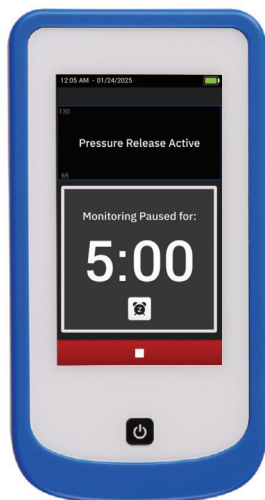 12:05 AM - 01/24/2025
130
Pressure Release Active
65
Monitoring Paused for:
5:00